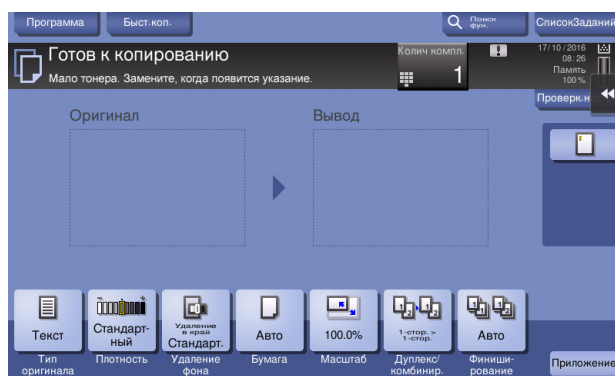 Программа
Быст.коп.
Поиск
фун.
СписокЗаданий
Готов к копированию
Мало тонера. Замените, когда появится указание.
Колич компл.
1
17/10/2016
08:26
Память
100%
Проверк.н
Оригинал
Вывод
Текст
Стандарт-
ный
Удаление
в край
Стандарт.
Авто
100.0%
1-стор. >
1-стор.
Авто
Тип
оригинала
Плотность
Удаление
фона
Бумага
Масштаб
Дуплекс/
комбинир.
Финиши-
рование
Приложение